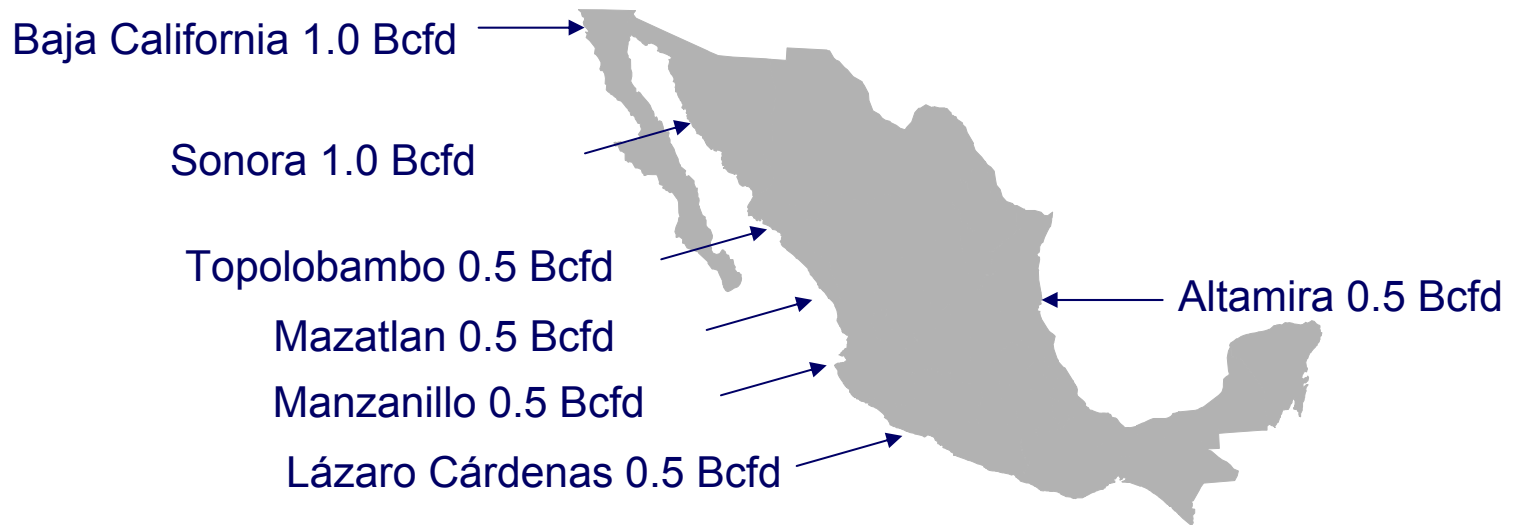 Baja California 1.0 Bcfd
Sonora 1.0 Bcfd
Topolobambo 0.5 Bcfd
Altamira 0.5 Bcfd
Mazatlan 0.5 Bcfd
Manzanillo 0.5 Bcfd
Lázaro Cárdenas 0.5 Bcfd